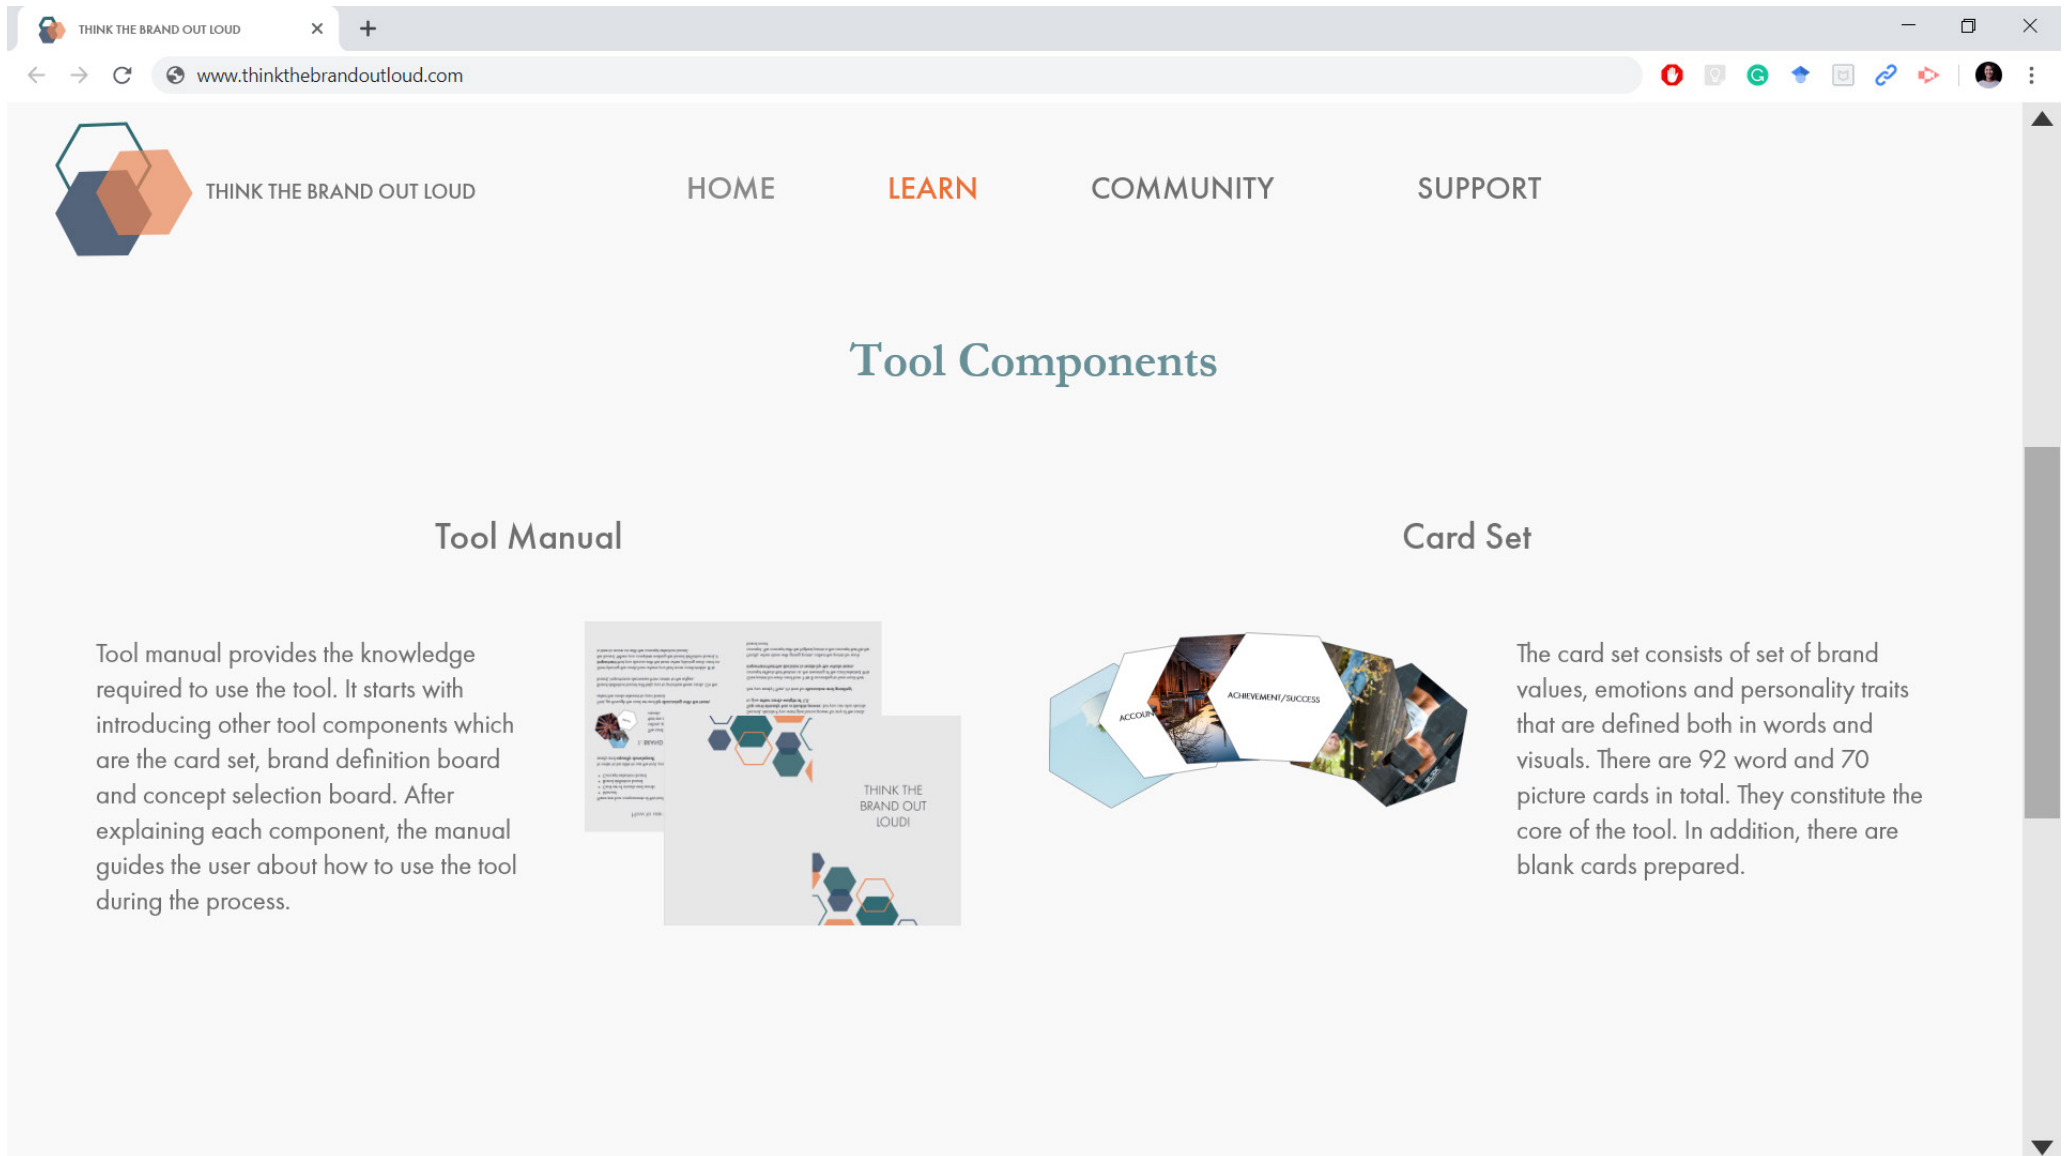 THINK THE BRAND OUT LOUD
www.thinkthebrandoutloud.com
THINK THE BRAND OUT LOUD
HOME
LEARN
COMMUNITY
SUPPORT
Tool Components
Tool Manual
Tool manual provides the knowledge
required to use the tool. It starts with
introducing other tool components which
are the card set, brand definition board
and concept selection board. After
explaining each component, the manual
guides the user about how to use the tool
during the process.
THINK THE
BRAND OUT
LOUD!
Card Set
ACCOUN
ACHIEVEMENT/SUCCESS
The card set consists of set of brand
values, emotions and personality traits
that are defined both in words and
visuals. There are 92 word and 70
picture cards in total. They constitute the
core of the tool. In addition, there are
blank cards prepared.